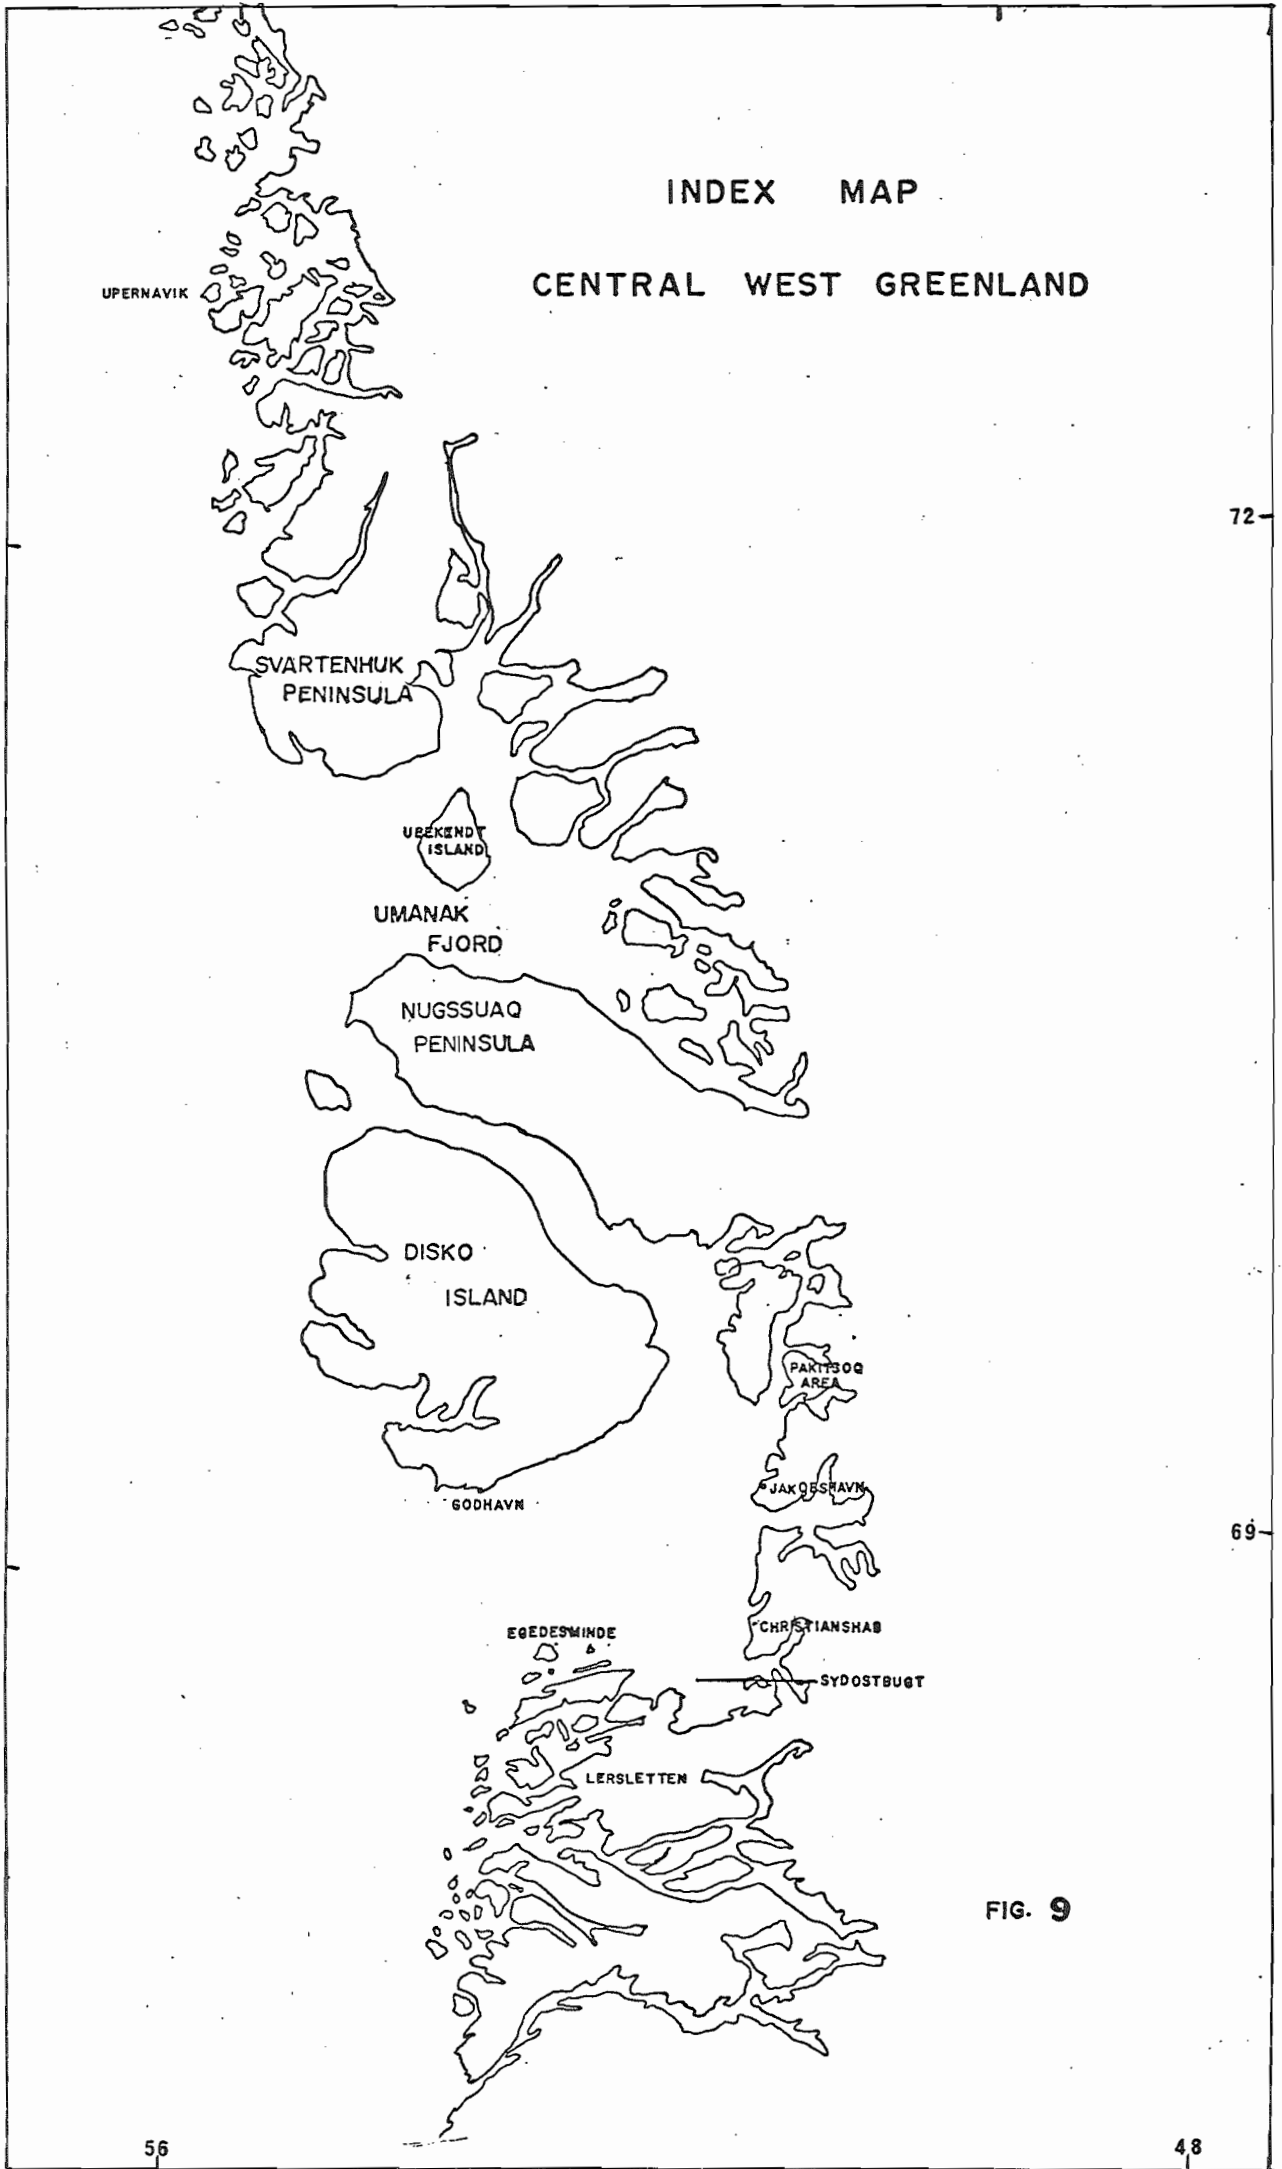 INDEX MAP
CENTRAL WEST GREENLAND
UPERNAVIK
72
SVARTENHUK
PENINSULA
UBEKENDT
ISLAND
UMANAK
FJORD
NUGSSUAQ
PENINSULA
DISKO
ISLAND
PAKITSOQ
AREA
JAKOBSHAVN
GODHAVN
69
CHRISTIANSHAB
EGEDESMINDE
SYDOSTBUGT
LERSLETTEN
FIG. 9
56
48